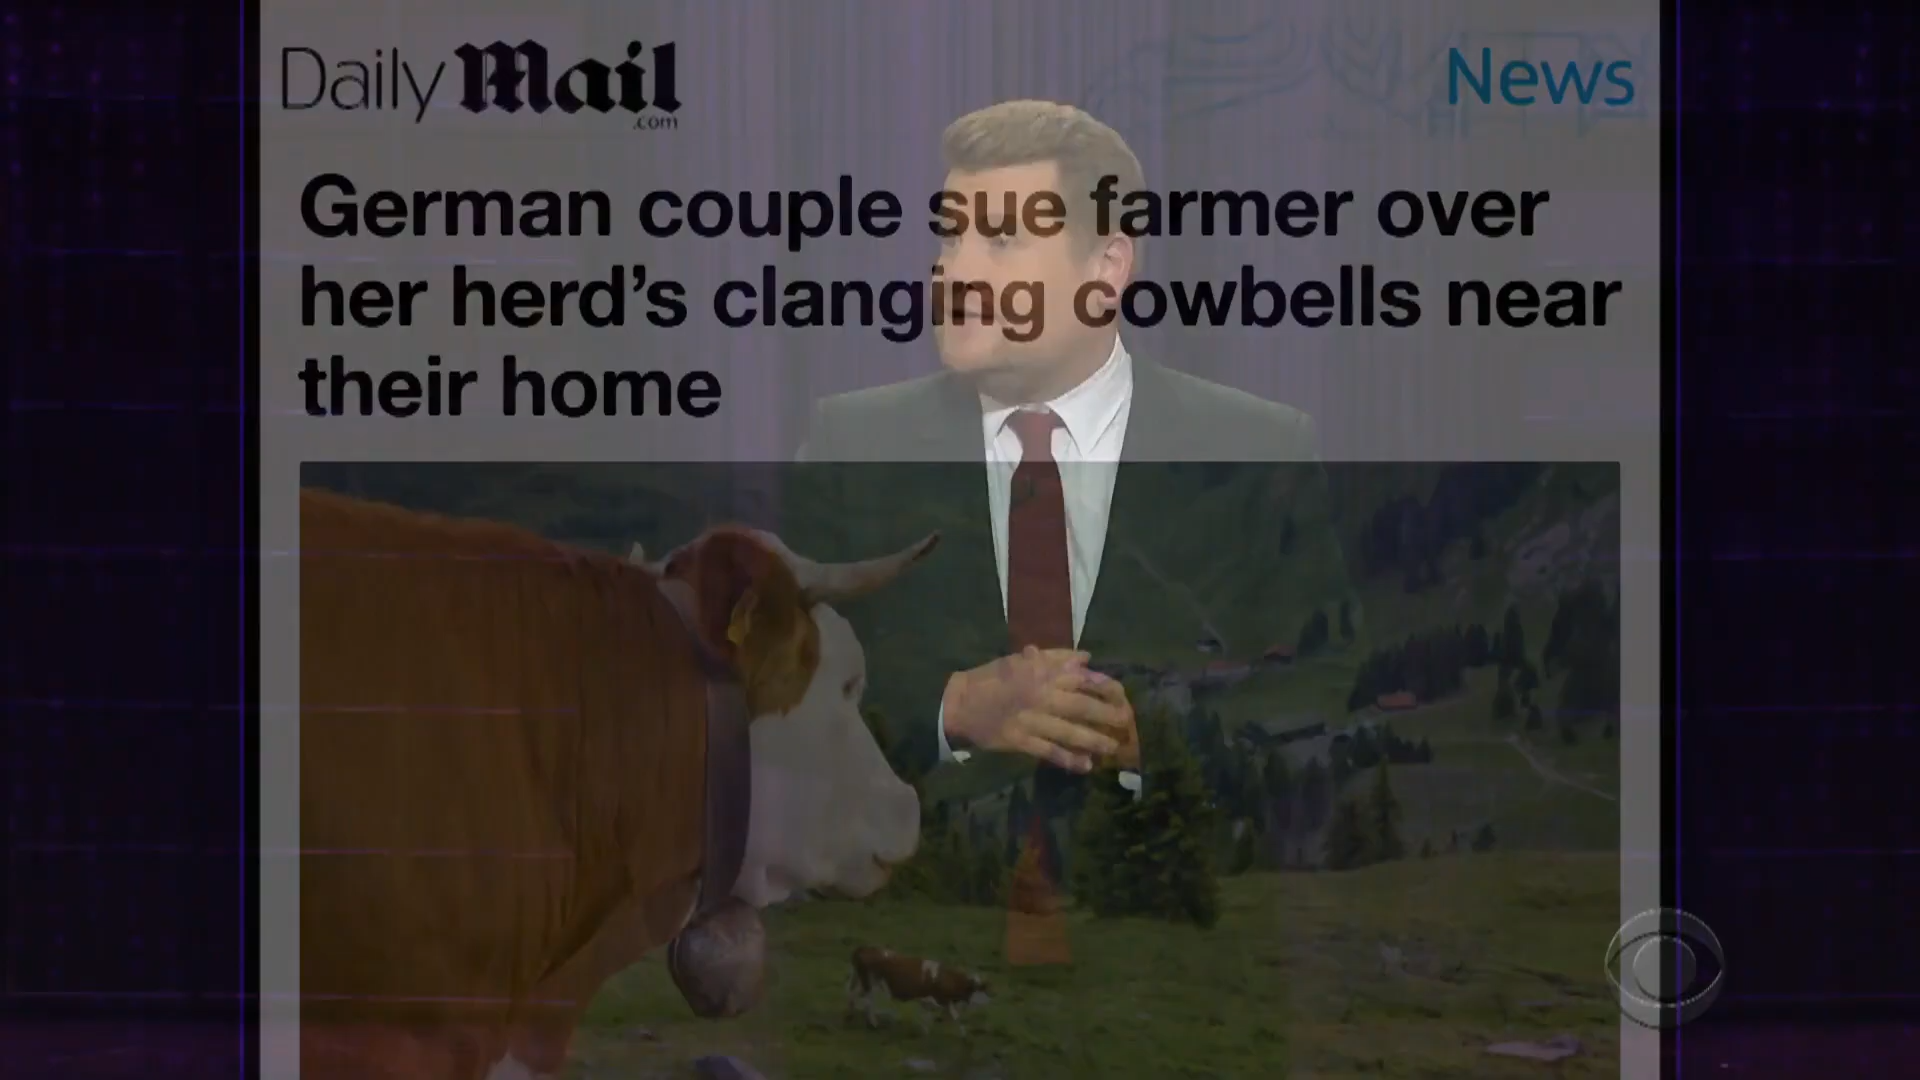 Daily Mail
.com
News
German couple sue farmer over
her herd’s clanging cowbells near
their home